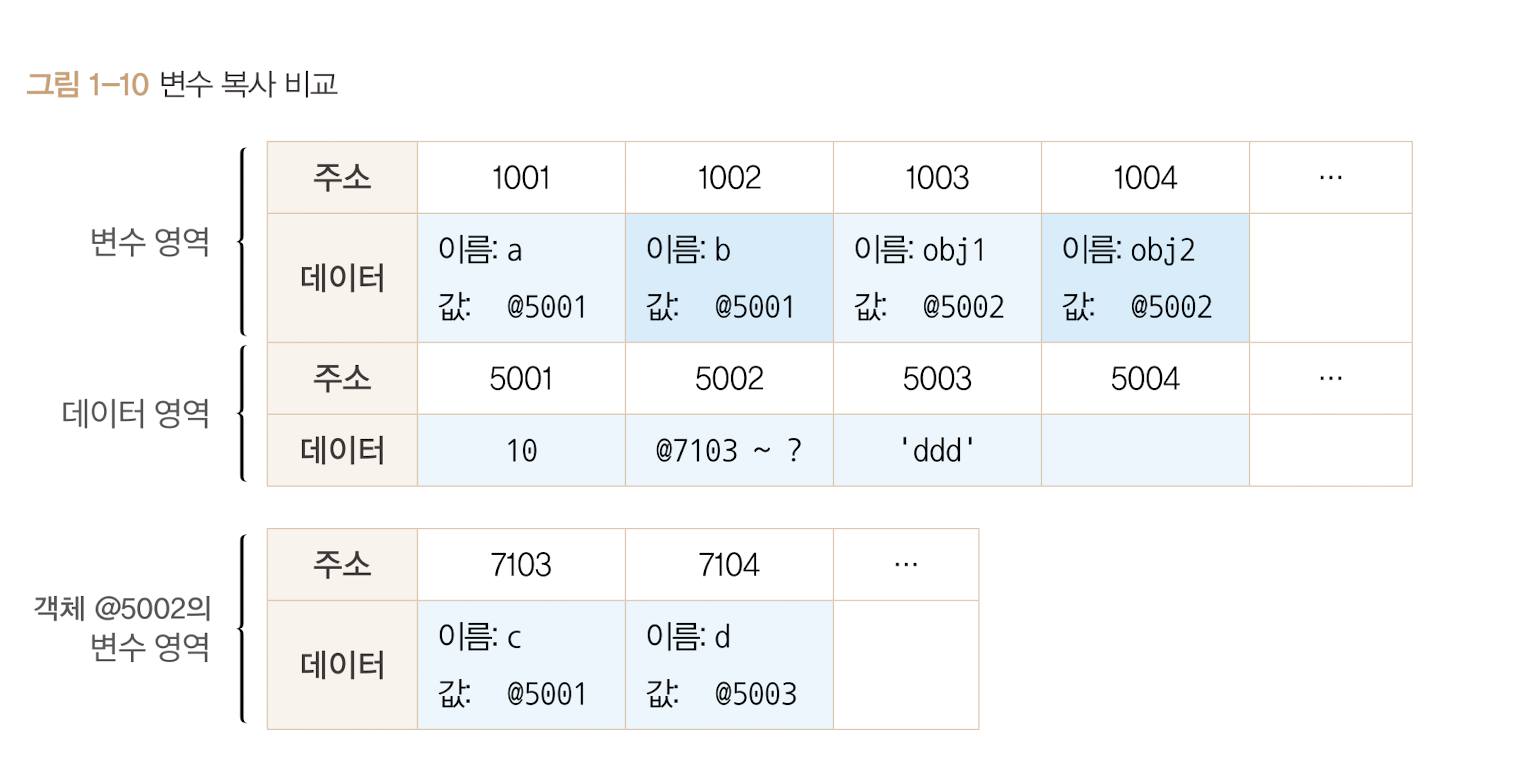 그림 1–10 변수 복사 비교
변수 영역
주소 1001 1002 1003 1004 …
데이터
이름: a 이름: b 이름: obj1 이름: obj2
값: @5001 값: @5001 값: @5002 값: @5002
데이터 영역
주소 5001 5002 5003 5004 …
데이터 10 @7103 ~ ? 'ddd'
객체 @5002의
변수 영역
주소 7103 7104 …
데이터
이름: c 이름: d
값: @5001 값: @5003